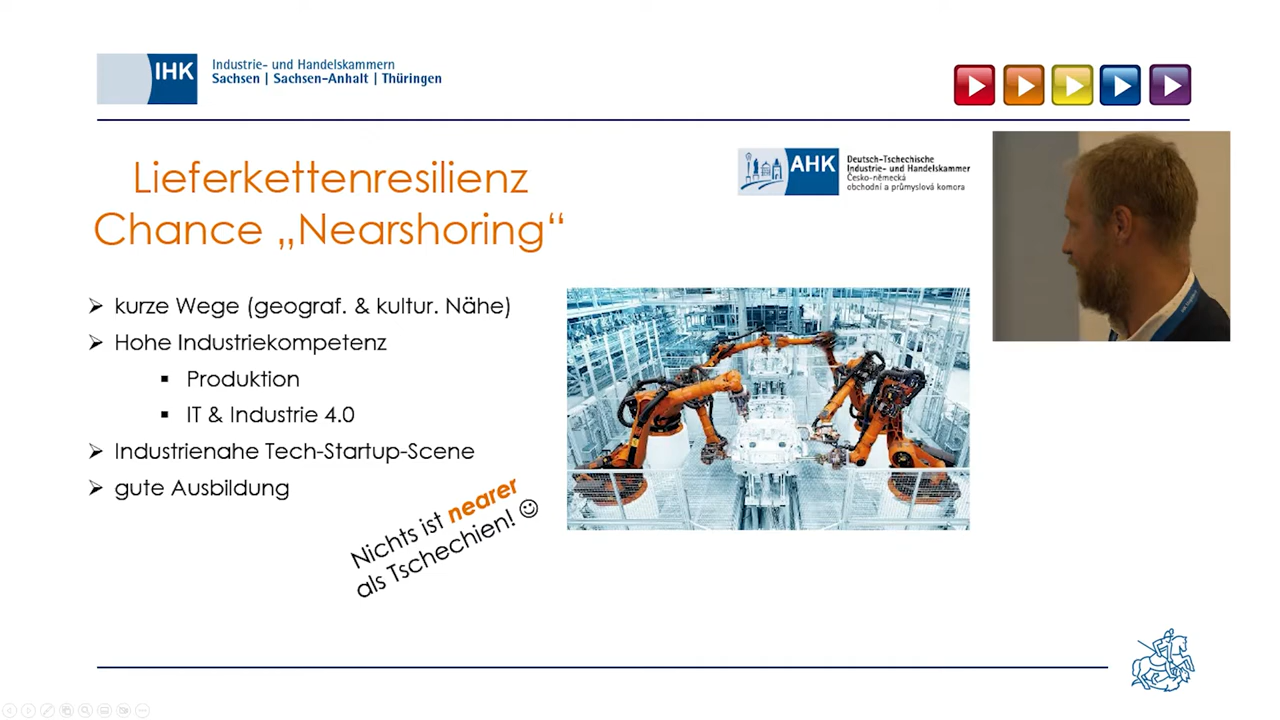 IHK
Industrie- und Handelskammern
Sachsen | Sachsen-Anhalt | Thüringen
Lieferkettenresilienz
Chance „Nearshoring“
AHK
Deutsch-Tschechische
Industrie- und Handelskammer
Česko-německá
obchodní a průmyslová komora
➢ kurze Wege (geograf. & kultur. Nähe)
➢ Hohe Industriekompetenz
▪ Produktion
▪ IT & Industrie 4.0
➢ Industrienahe Tech-Startup-Scene
➢ gute Ausbildung
Nichts ist nearer
als Tschechien! ☺